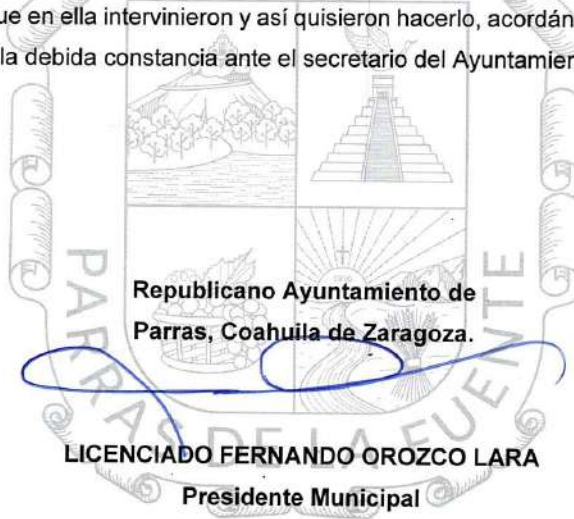 ue en ella intervinieron y así quisieron hacerlo, acordán
la debida constancia ante el secretario del Ayuntamier
Republicano Ayuntamiento de
Parras, Coahuila de Zaragoza.
PARRAS DE LA FUENTE
LICENCIADO FERNANDO OROZCO LARA
Presidente Municipal